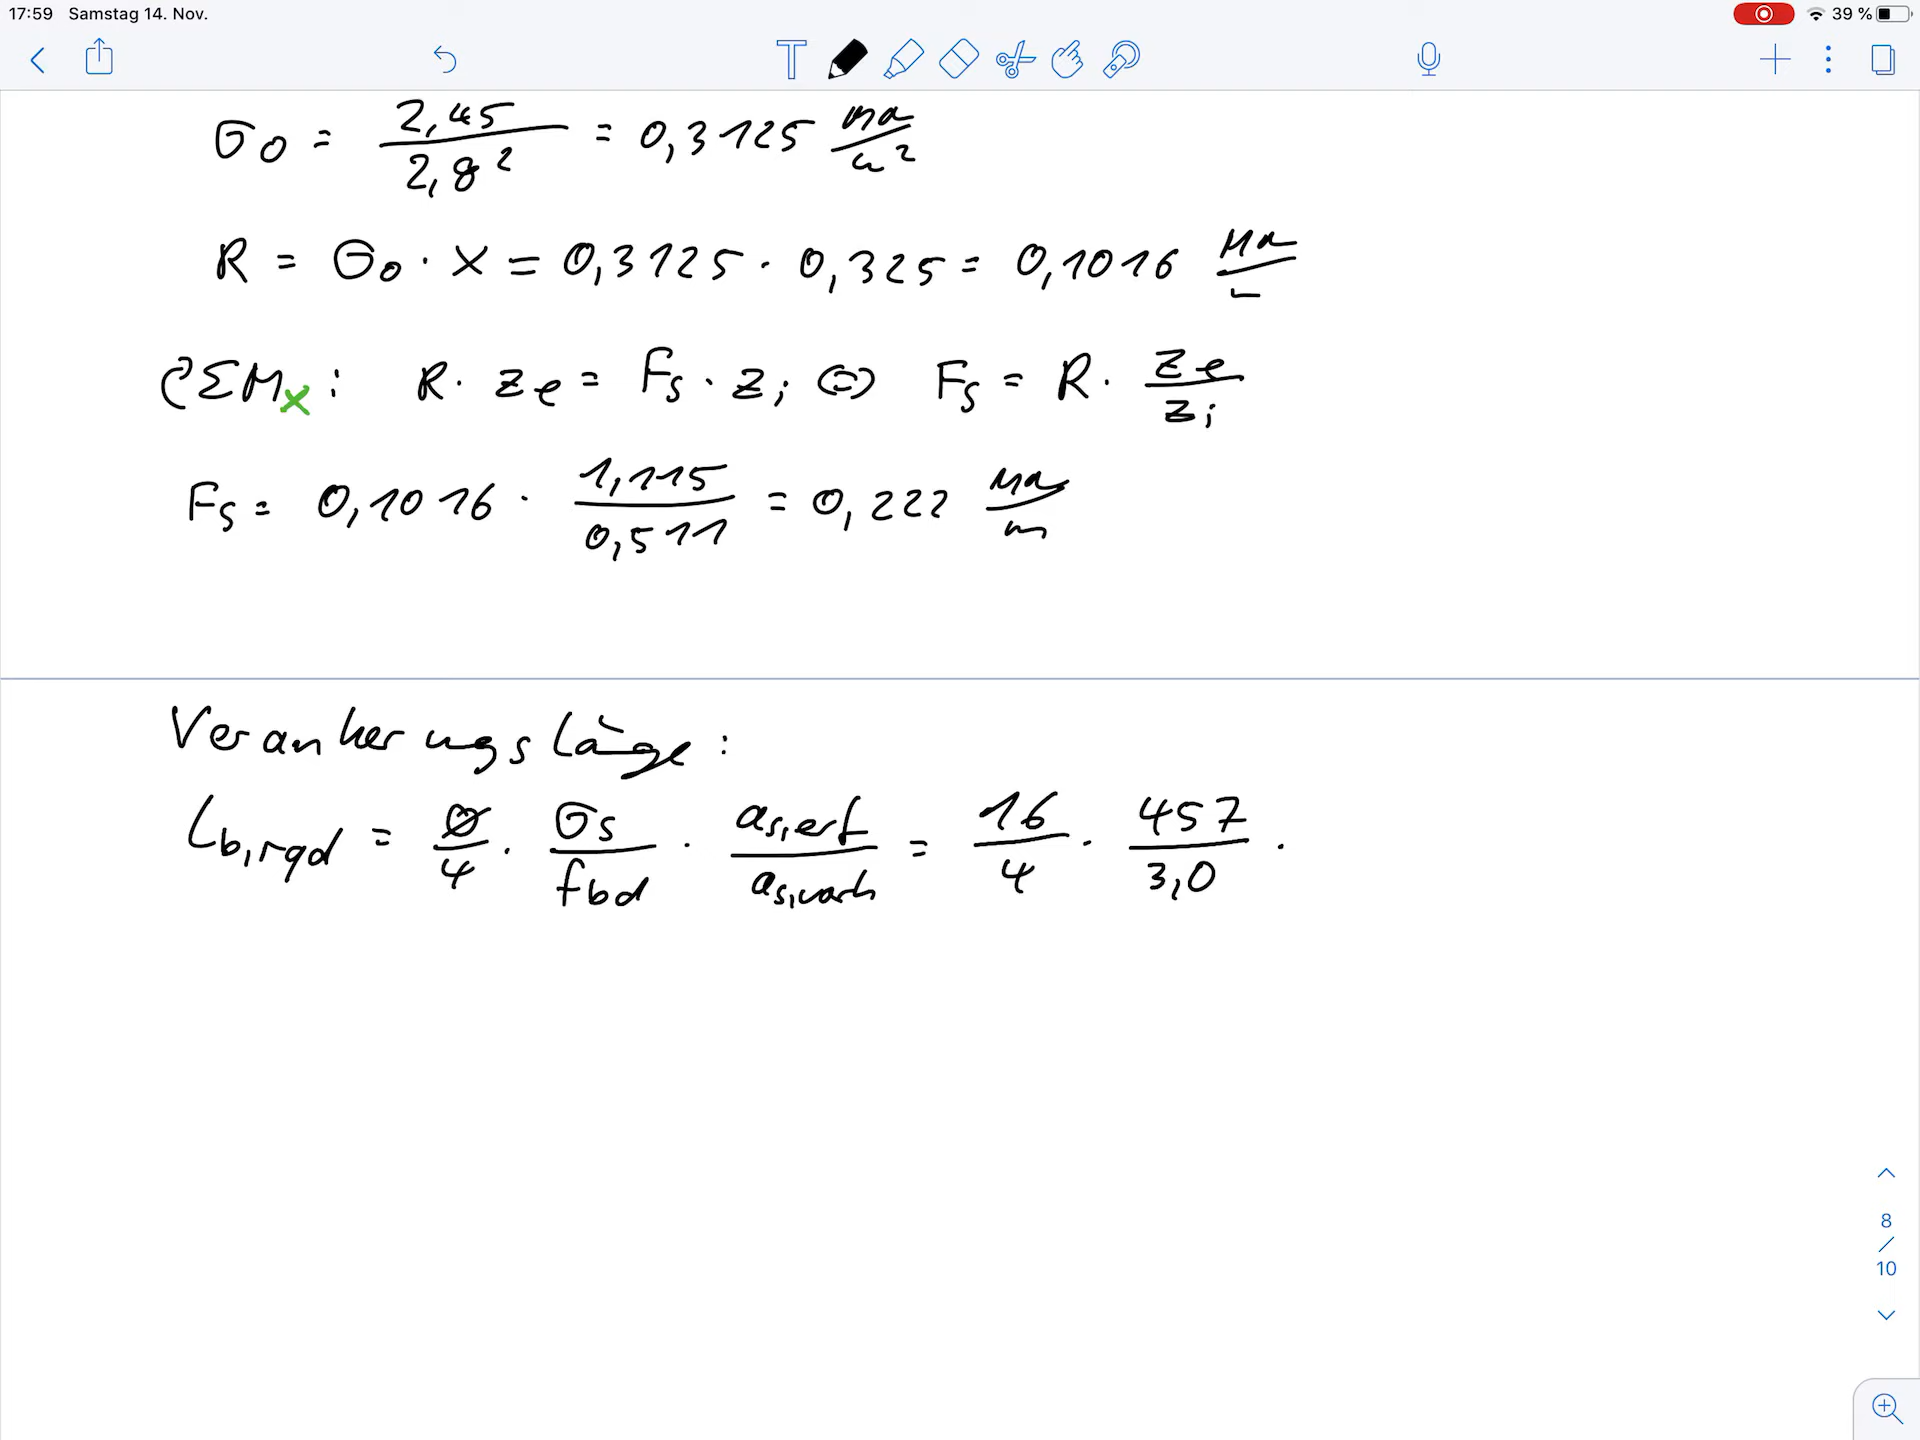 17:59 Samstag 14. Nov. 39 %
σ0 = 2,45 / 2,8² = 0,3125 MN/m²
R = σ0 · x = 0,3125 · 0,325 = 0,1016 MN/m
ΣMx: R · ze = Fs · zi ⇔ Fs = R · ze/zi
Fs = 0,1016 · 1,115/0,511 = 0,222 MN/m
Verankerungslänge:
Lb,rqd = Ø/4 · σs/fbd · as,erf/as,vorh = 16/4 · 457/3,0 ·
8
/
10